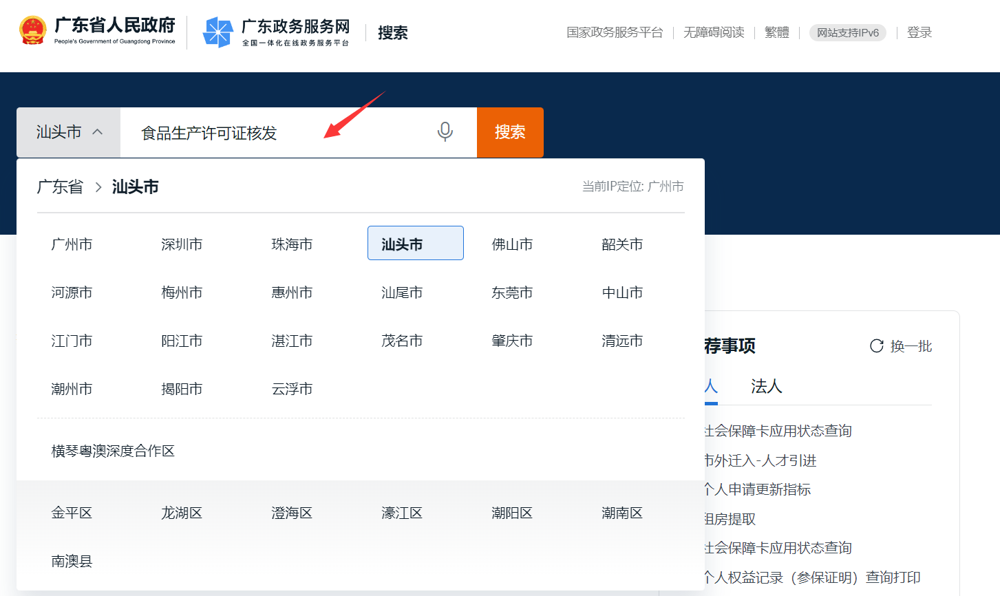 广东省人民政府
People's Government of Guangdong Province
广东政务服务网
全国一体化在线政务服务平台
搜索
国家政务服务平台
无障碍阅读
繁體
网站支持IPv6
登录
汕头市
食品生产许可证核发
搜索
广东省 > 汕头市
当前IP定位: 广州市
广州市 深圳市 珠海市 汕头市 佛山市 韶关市
河源市 梅州市 惠州市 汕尾市 东莞市 中山市
江门市 阳江市 湛江市 茂名市 肇庆市 清远市
潮州市 揭阳市 云浮市
横琴粤澳深度合作区
金平区 龙湖区 澄海区 濠江区 潮阳区 潮南区
南澳县
荐事项
换一批
人 法人
社会保障卡应用状态查询
市外迁入-人才引进
个人申请更新指标
租房提取
社会保障卡应用状态查询
个人权益记录（参保证明）查询打印